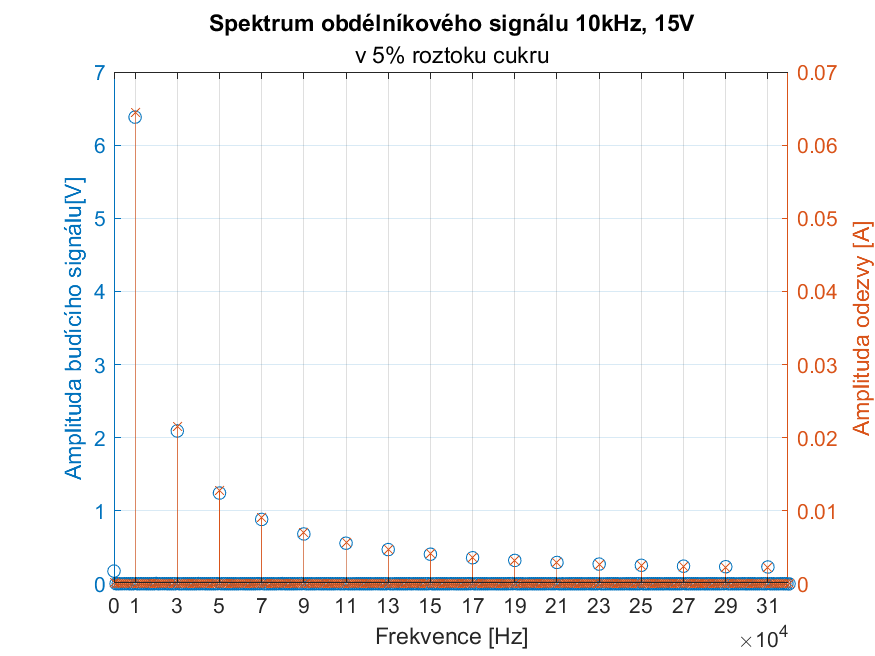 Spektrum obdélníkového signálu 10kHz, 15V
v 5% roztoku cukru
Amplituda budícího signálu[V]
7
6
5
4
3
2
1
0
0.07
0.06
0.05
0.04
0.03
0.02
0.01
0
Amplituda odezvy [A]
0 1 3 5 7 9 11 13 15 17 19 21 23 25 27 29 31
Frekvence [Hz]
×10⁴